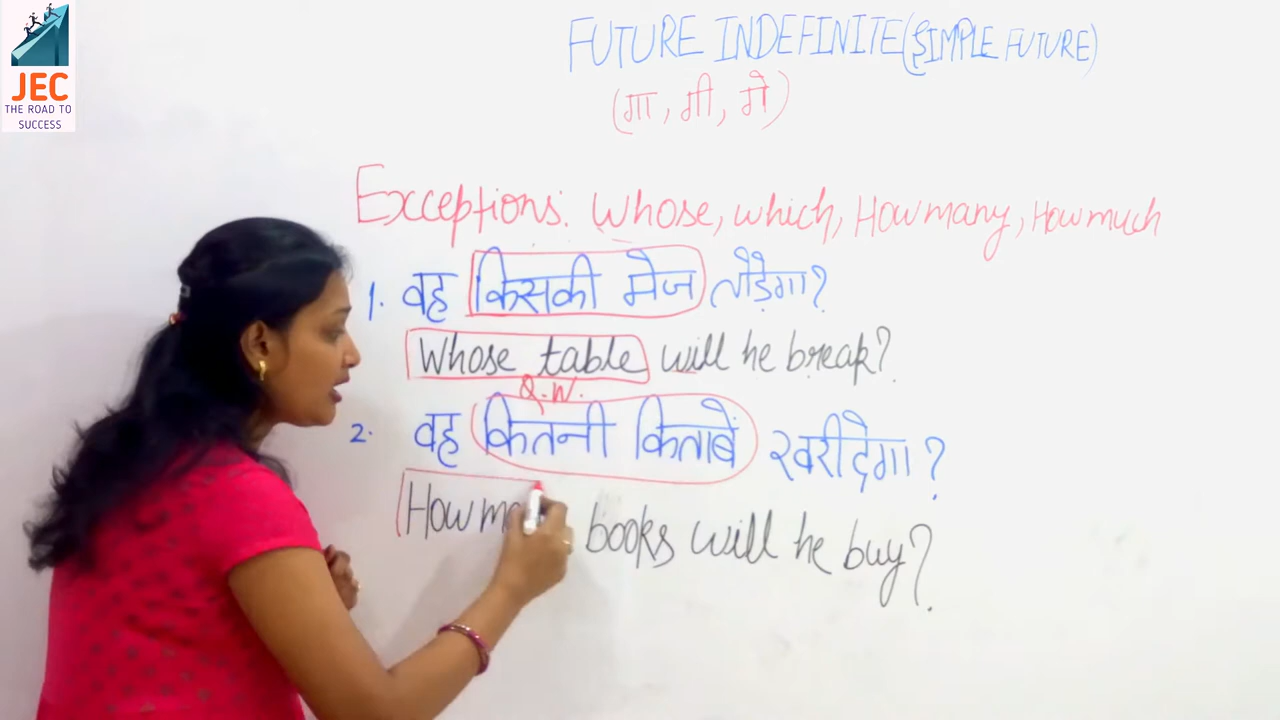 JEC
THE ROAD TO
SUCCESS
FUTURE INDEFINITE (SIMPLE FUTURE)
(गा, गी, गे)
Exceptions: Whose, which, How many, How much
1. वह किसकी मेज तोड़ेगा?
Whose table will he break?
Q.W.
2. वह कितनी किताबें खरीदेगा?
How books will he buy?